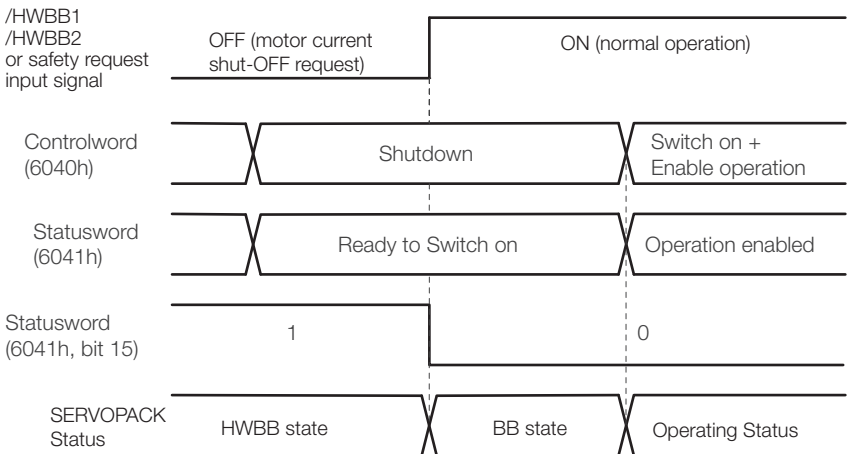 /HWBB1
/HWBB2
or safety request
input signal
OFF (motor current
shut-OFF request)
ON (normal operation)
Controlword
(6040h)
Shutdown
Switch on +
Enable operation
Statusword
(6041h)
Ready to Switch on
Operation enabled
Statusword
(6041h, bit 15)
1
0
SERVOPACK
Status
HWBB state
BB state
Operating Status